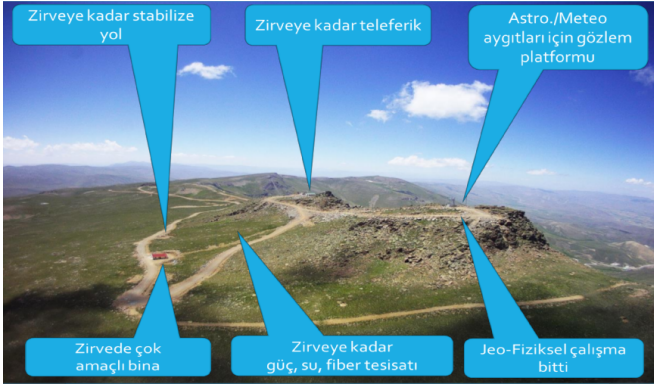 Zirveye kadar stabilize
yol
Zirveye kadar teleferik
Astro./Meteo
aygıtları için gözlem
platformu
Zirvede çok
amaçlı bina
Zirveye kadar
güç, su, fiber tesisatı
Jeo-Fiziksel çalışma
bitti